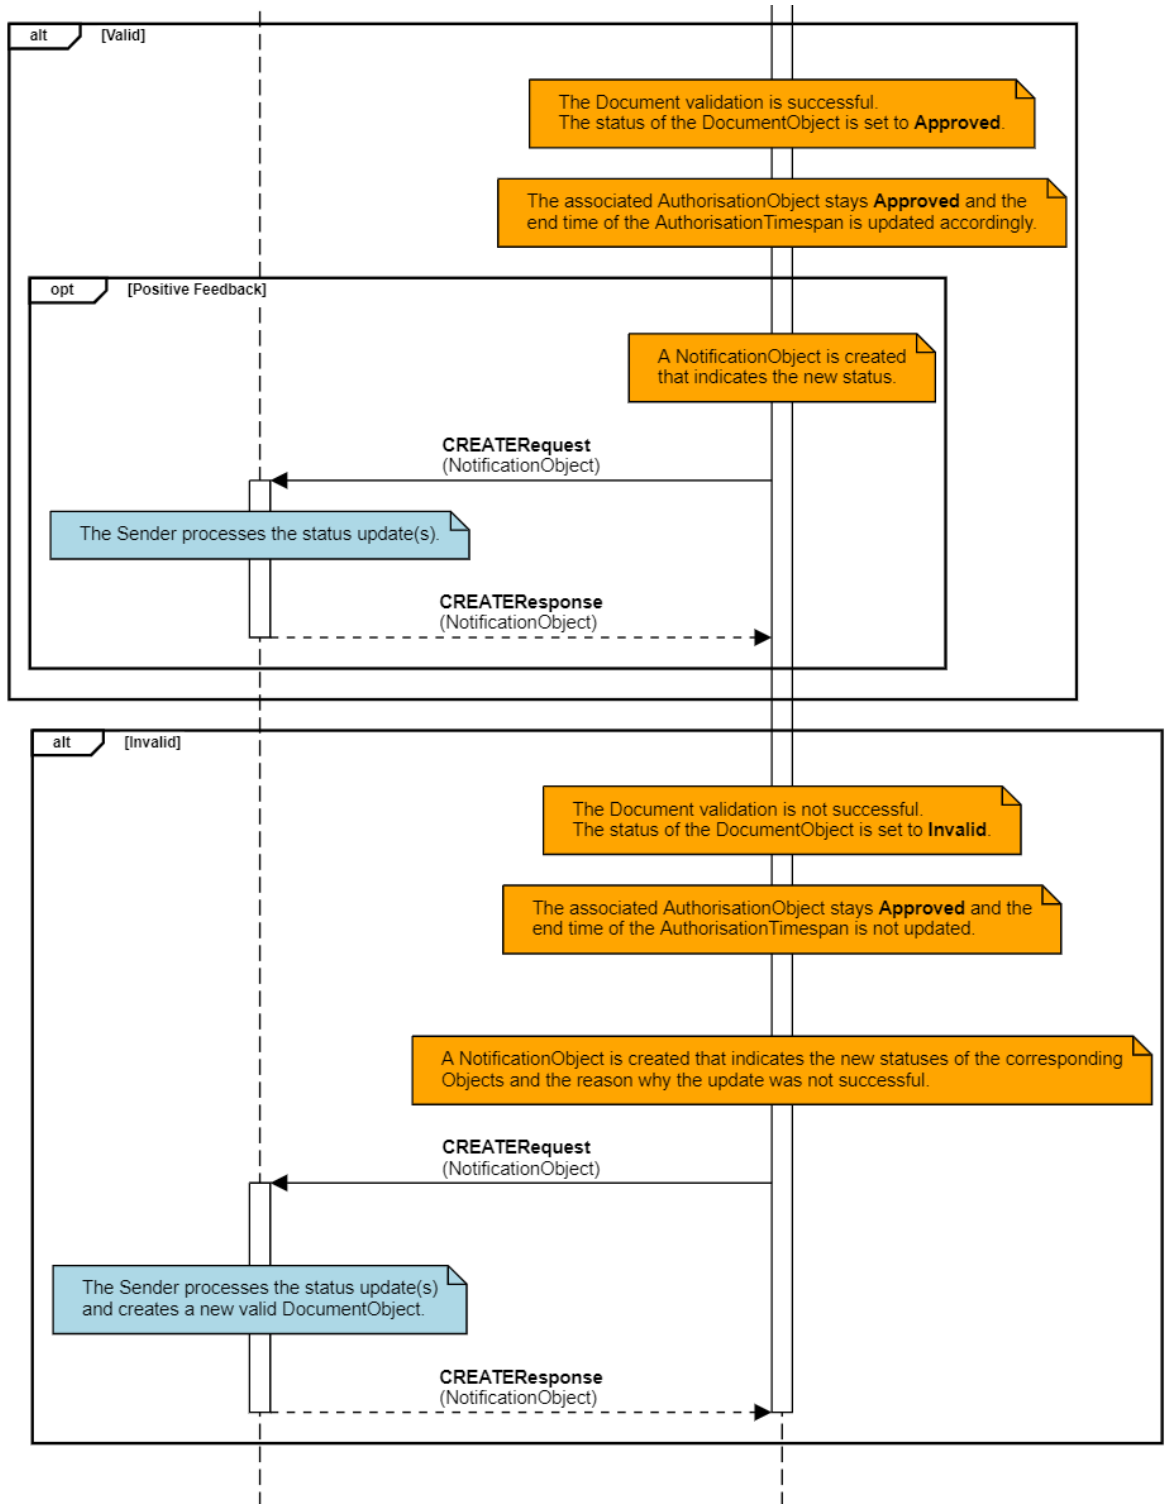 alt [Valid]
The Document validation is successful.
The status of the DocumentObject is set to Approved.
The associated AuthorisationObject stays Approved and the
end time of the AuthorisationTimespan is updated accordingly.
opt [Positive Feedback]
A NotificationObject is created
that indicates the new status.
CREATERequest
(NotificationObject)
The Sender processes the status update(s).
CREATEResponse
(NotificationObject)
alt [Invalid]
The Document validation is not successful.
The status of the DocumentObject is set to Invalid.
The associated AuthorisationObject stays Approved and the
end time of the AuthorisationTimespan is not updated.
A NotificationObject is created that indicates the new statuses of the corresponding
Objects and the reason why the update was not successful.
CREATERequest
(NotificationObject)
The Sender processes the status update(s)
and creates a new valid DocumentObject.
CREATEResponse
(NotificationObject)